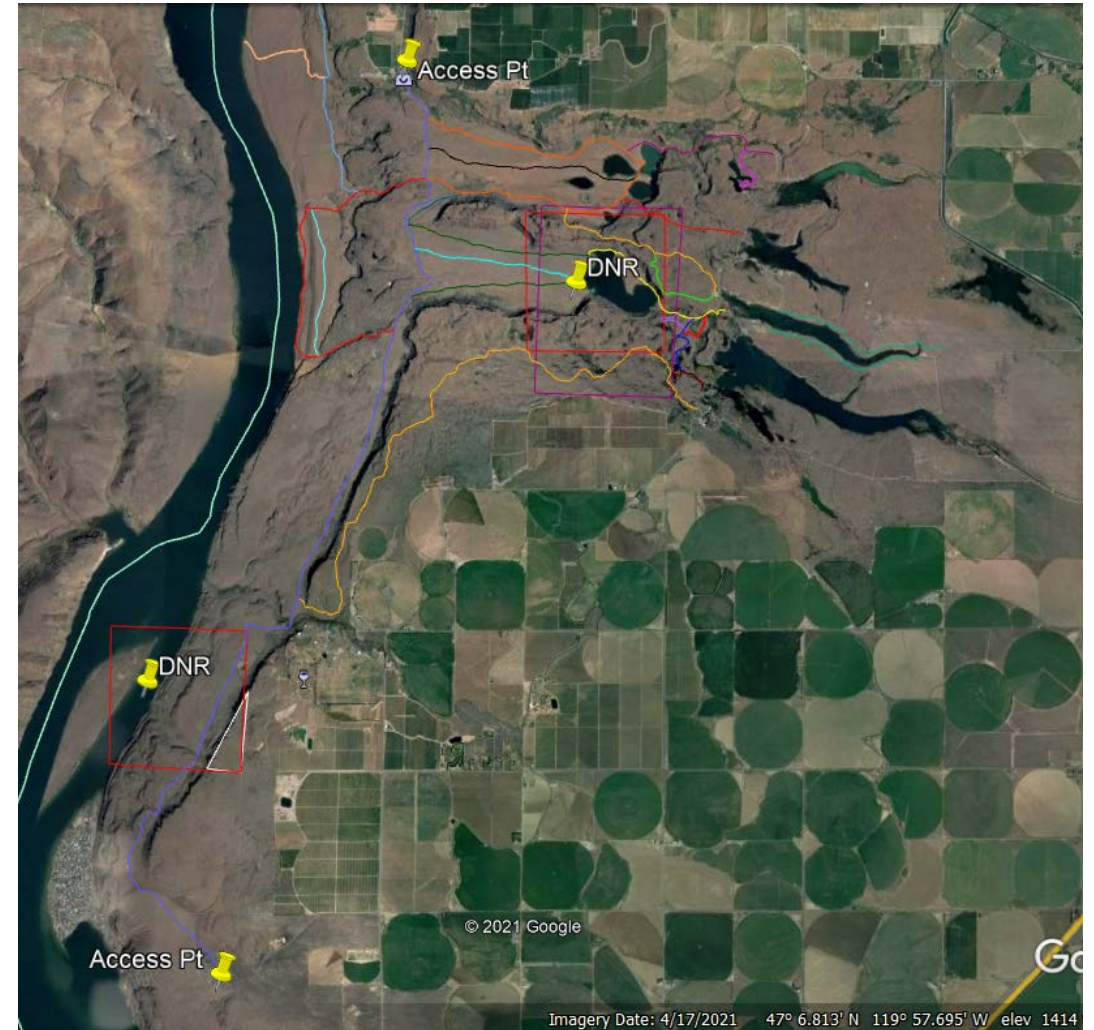 Access Pt
DNR
DNR
Access Pt
© 2021 Google
Go
Imagery Date: 4/17/2021 47° 6.813' N 119° 57.695' W elev 1414